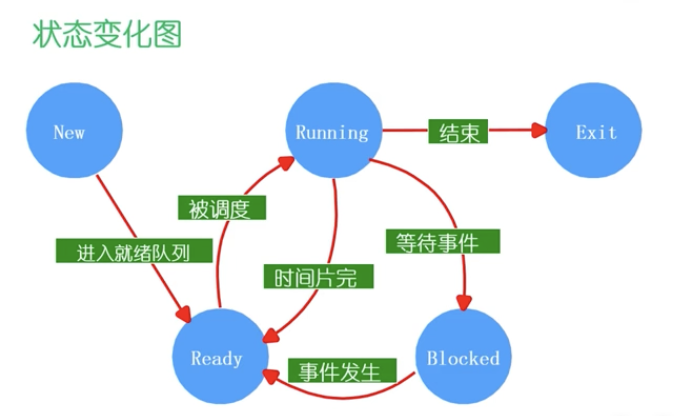 状态变化图
New
Running
结束
Exit
被调度
进入就绪队列
等待事件
时间片完
Ready
事件发生
Blocked